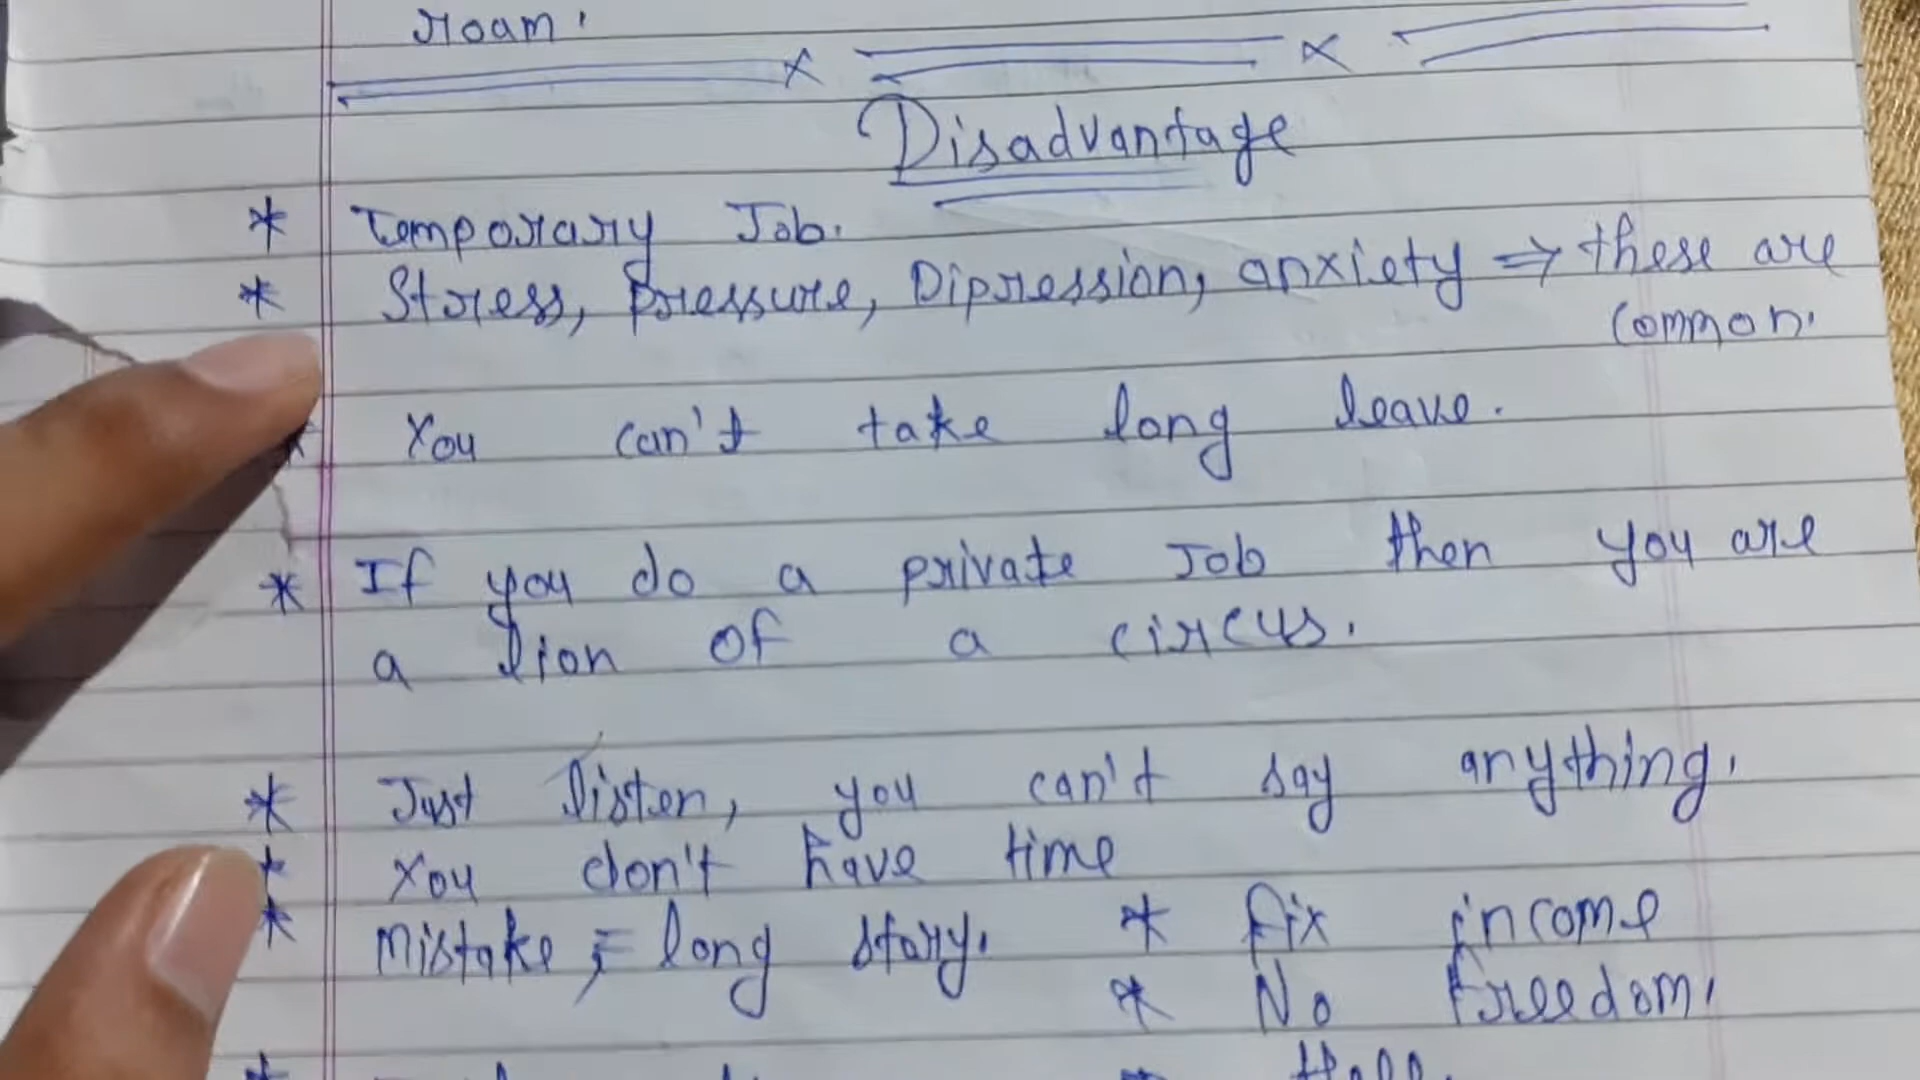 roam.
Disadvantage
* Temporary Job.
* Stress, Pressure, Dipression, anxiety ⇒ these are
common.
* You can't take long leave.
* If you do a private Job then you are
a lion of a circus.
* Just listen, you can't say anything.
* You don't have time
* Mistake ; = long story. * Fix income
* No Freedom.